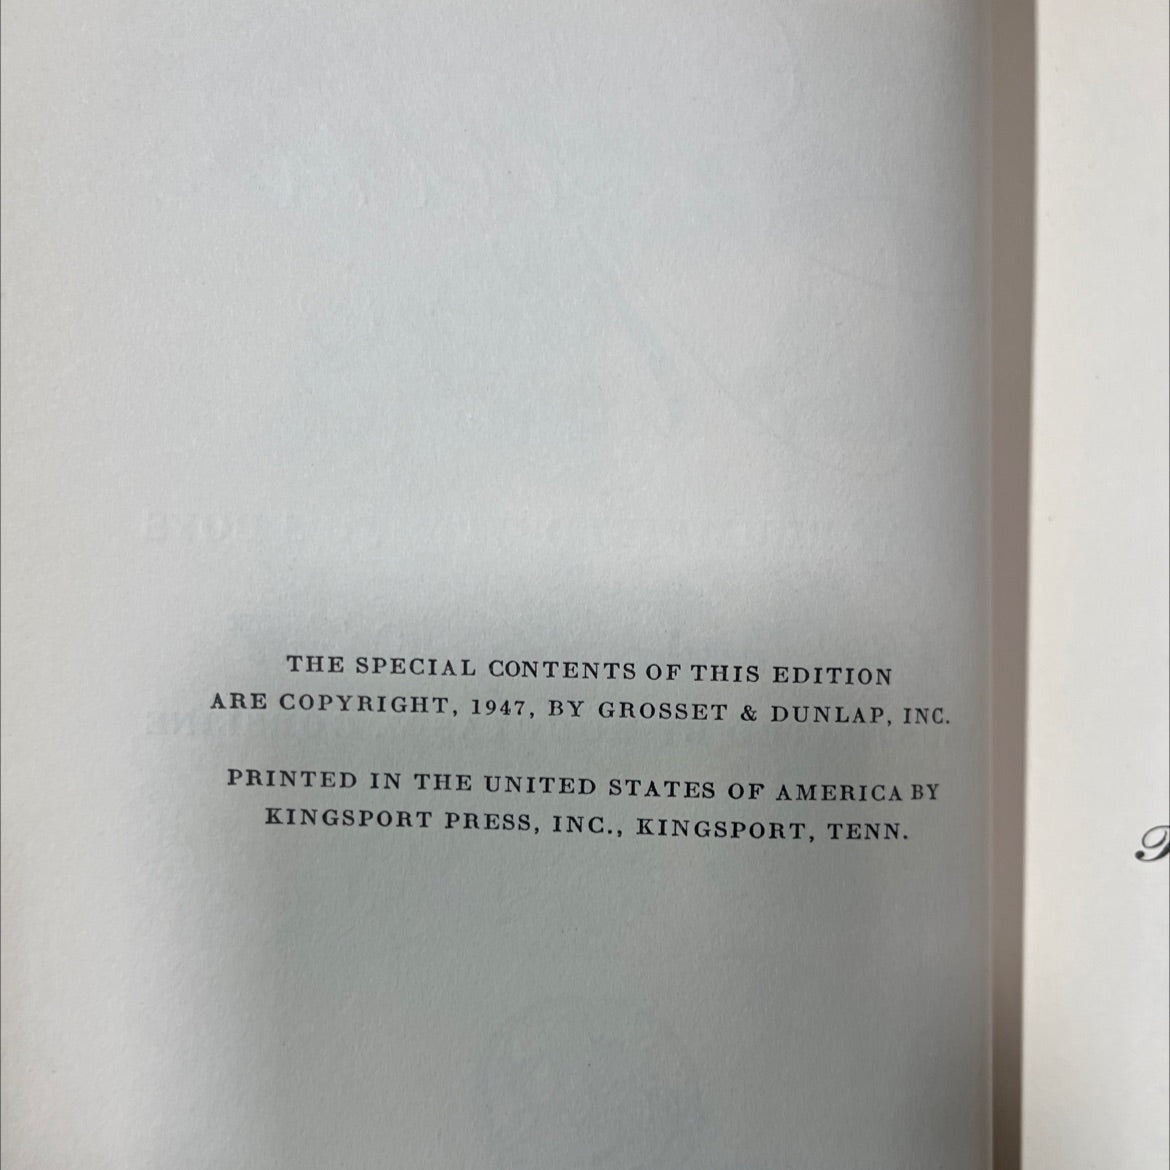 THE SPECIAL CONTENTS OF THIS EDITION
ARE COPYRIGHT, 1947, BY GROSSET & DUNLAP, INC.
PRINTED IN THE UNITED STATES OF AMERICA BY
KINGSPORT PRESS, INC., KINGSPORT, TENN.